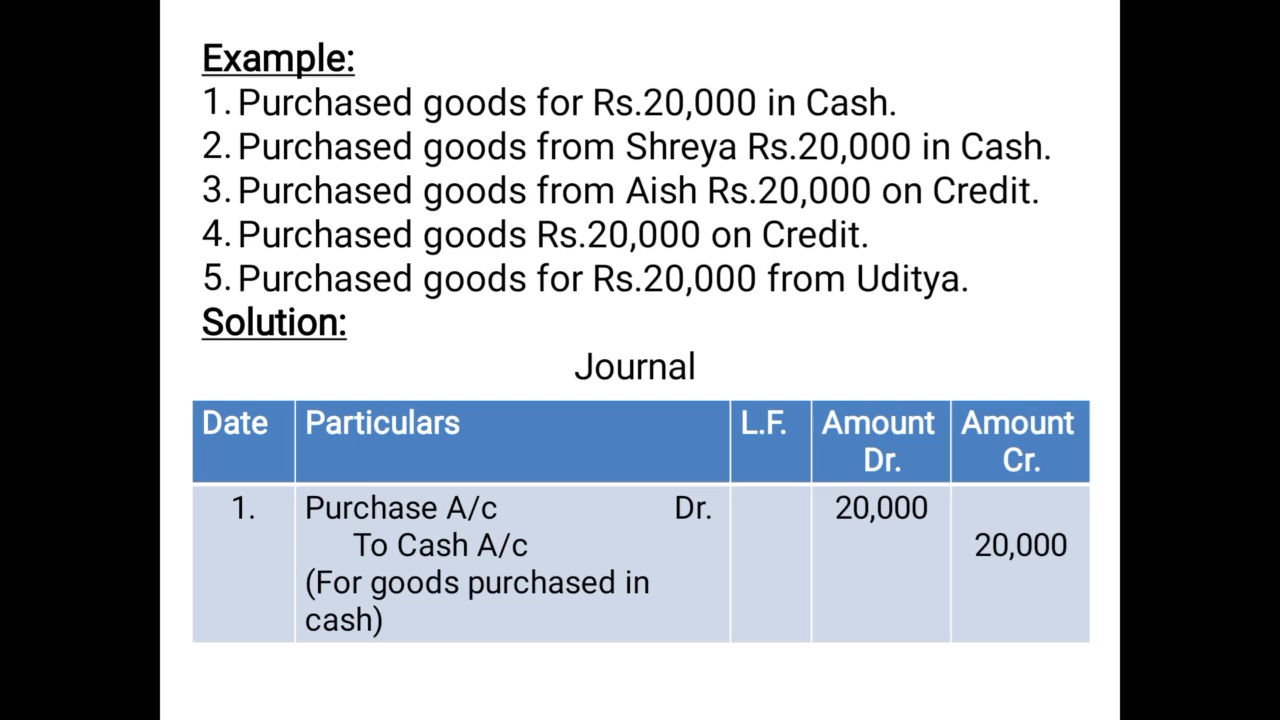 Example:
1. Purchased goods for Rs.20,000 in Cash.
2. Purchased goods from Shreya Rs.20,000 in Cash.
3. Purchased goods from Aish Rs.20,000 on Credit.
4. Purchased goods Rs.20,000 on Credit.
5. Purchased goods for Rs.20,000 from Uditya.
Solution:
Journal
Date Particulars L.F. Amount Dr. Amount Cr.
1. Purchase A/c Dr. 20,000
To Cash A/c 20,000
(For goods purchased in
cash)